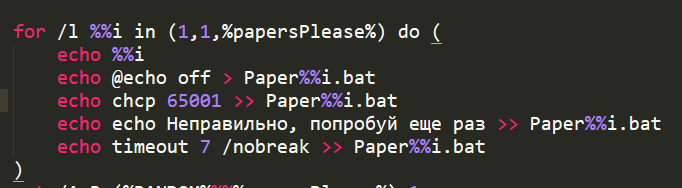 for /l %%i in (1,1,%papersPlease%) do (
echo %%i
echo @echo off > Paper%%i.bat
echo chcp 65001 >> Paper%%i.bat
echo echo Неправильно, попробуй еще раз >> Paper%%i.bat
echo timeout 7 /nobreak >> Paper%%i.bat
)